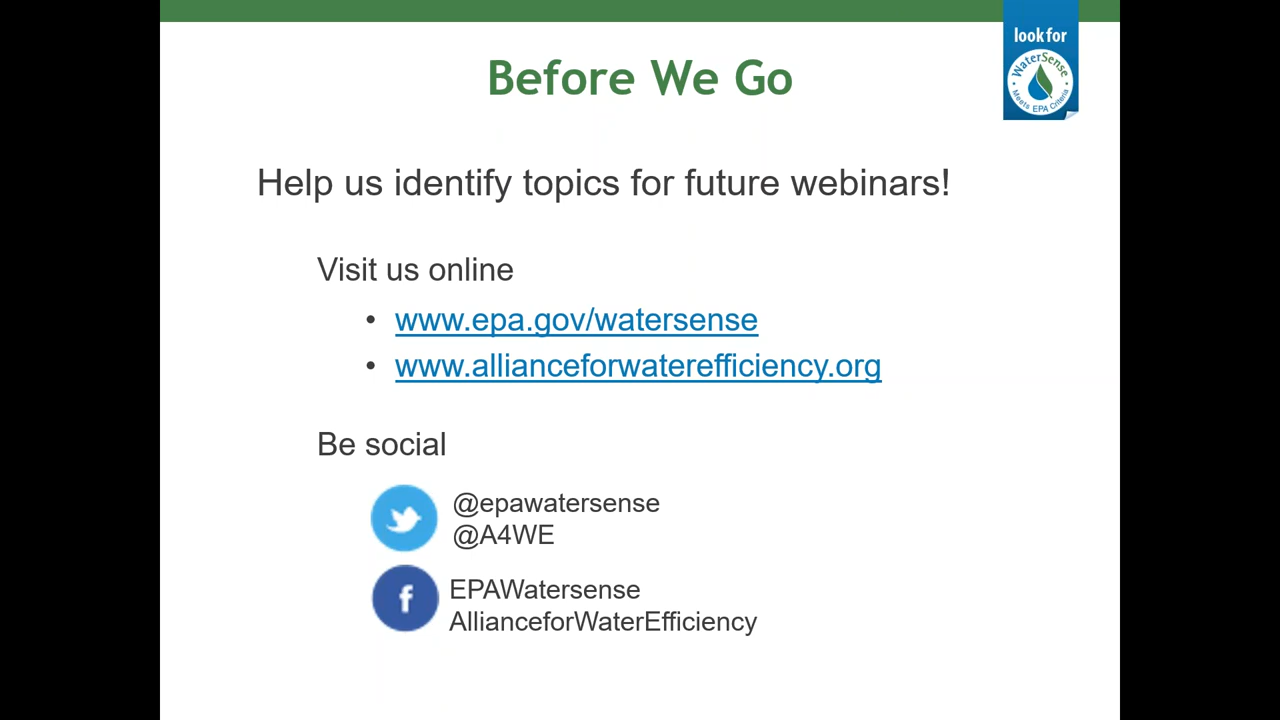 look for
WaterSense
Meets EPA Criteria
Before We Go
Help us identify topics for future webinars!
Visit us online
• www.epa.gov/watersense
• www.allianceforwaterefficiency.org
Be social
@epawatersense
@A4WE
f
EPAWatersense
AllianceforWaterEfficiency